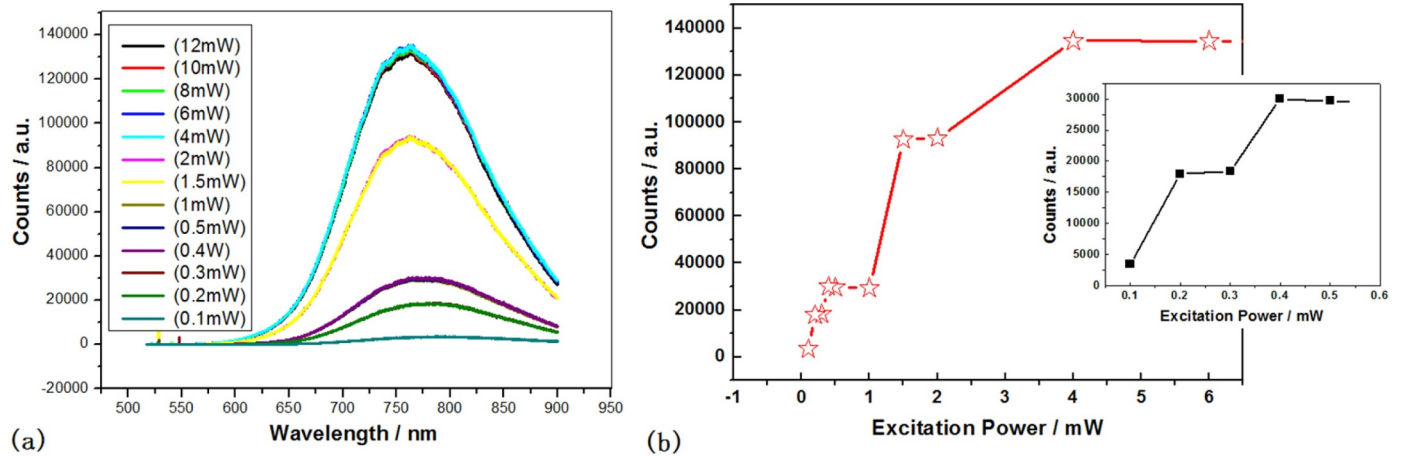 140000
120000
100000
80000
60000
40000
20000
0
-20000
Counts / a.u.
(12mW)
(10mW)
(8mW)
(6mW)
(4mW)
(2mW)
(1.5mW)
(1mW)
(0.5mW)
(0.4W)
(0.3mW)
(0.2mW)
(0.1mW)
500 550 600 650 700 750 800 850 900 950
Wavelength / nm
(a)
140000
120000
100000
80000
60000
40000
20000
0
Counts / a.u.
-1 0 1 2 3 4 5 6
Excitation Power / mW
(b)
30000
25000
20000
15000
10000
5000
0
Counts / a.u.
0.1 0.2 0.3 0.4 0.5 0.6
Excitation Power / mW